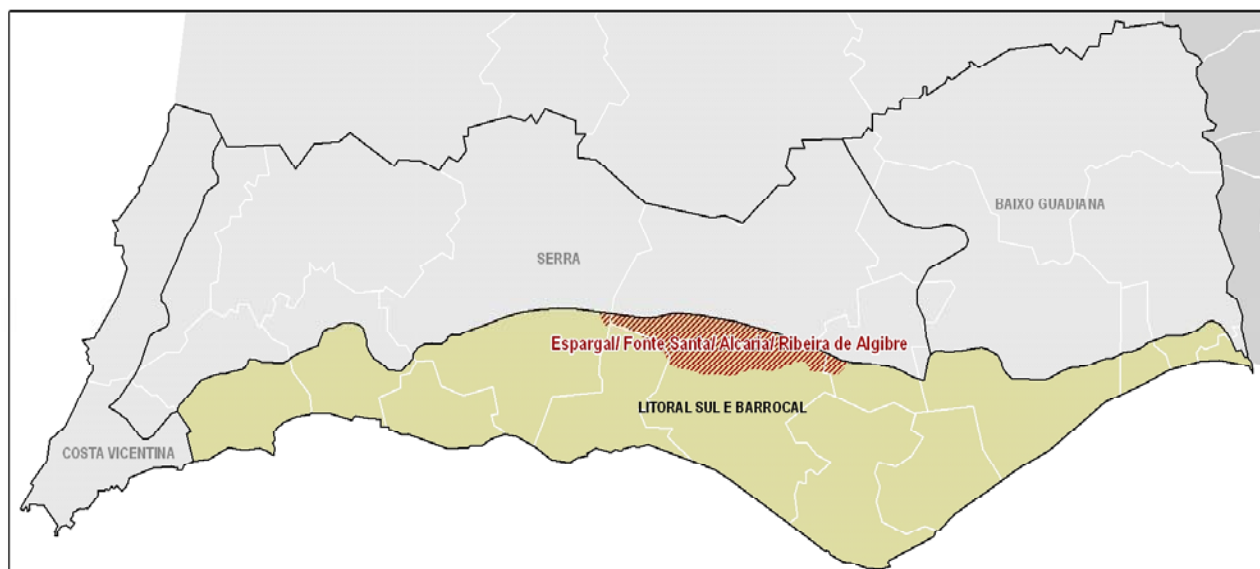 BAIXO GUADIANA
SERRA
Espargal/ Fonte Santa/ Alcaria/ Ribeira de Algibre
LITORAL SUL E BARROCAL
COSTA VICENTINA